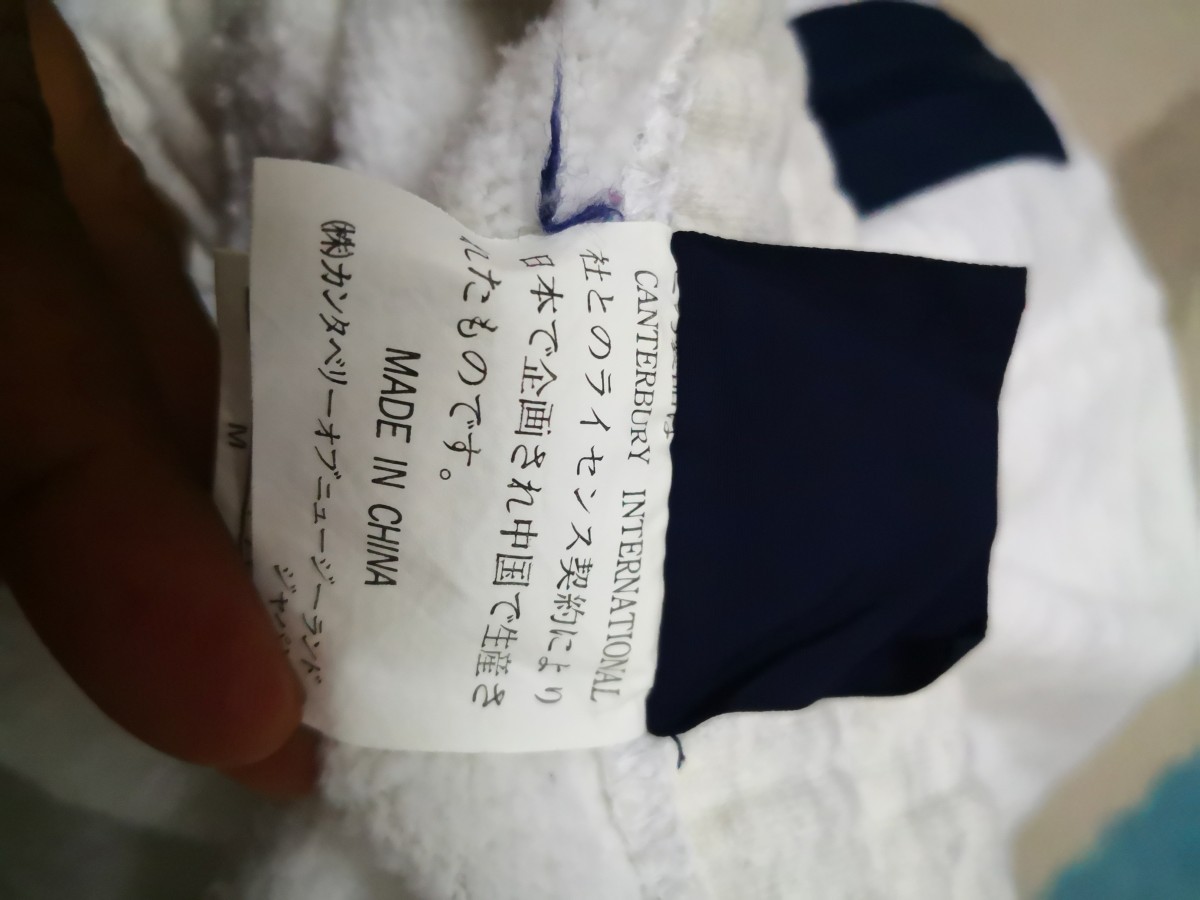 CANTERBURY INTERNATIONAL
社とのライセンス契約により
日本で企画され中国で生産さ
れたものです。
MADE IN CHINA
㈱カンタベリーオブニュージーランド
M